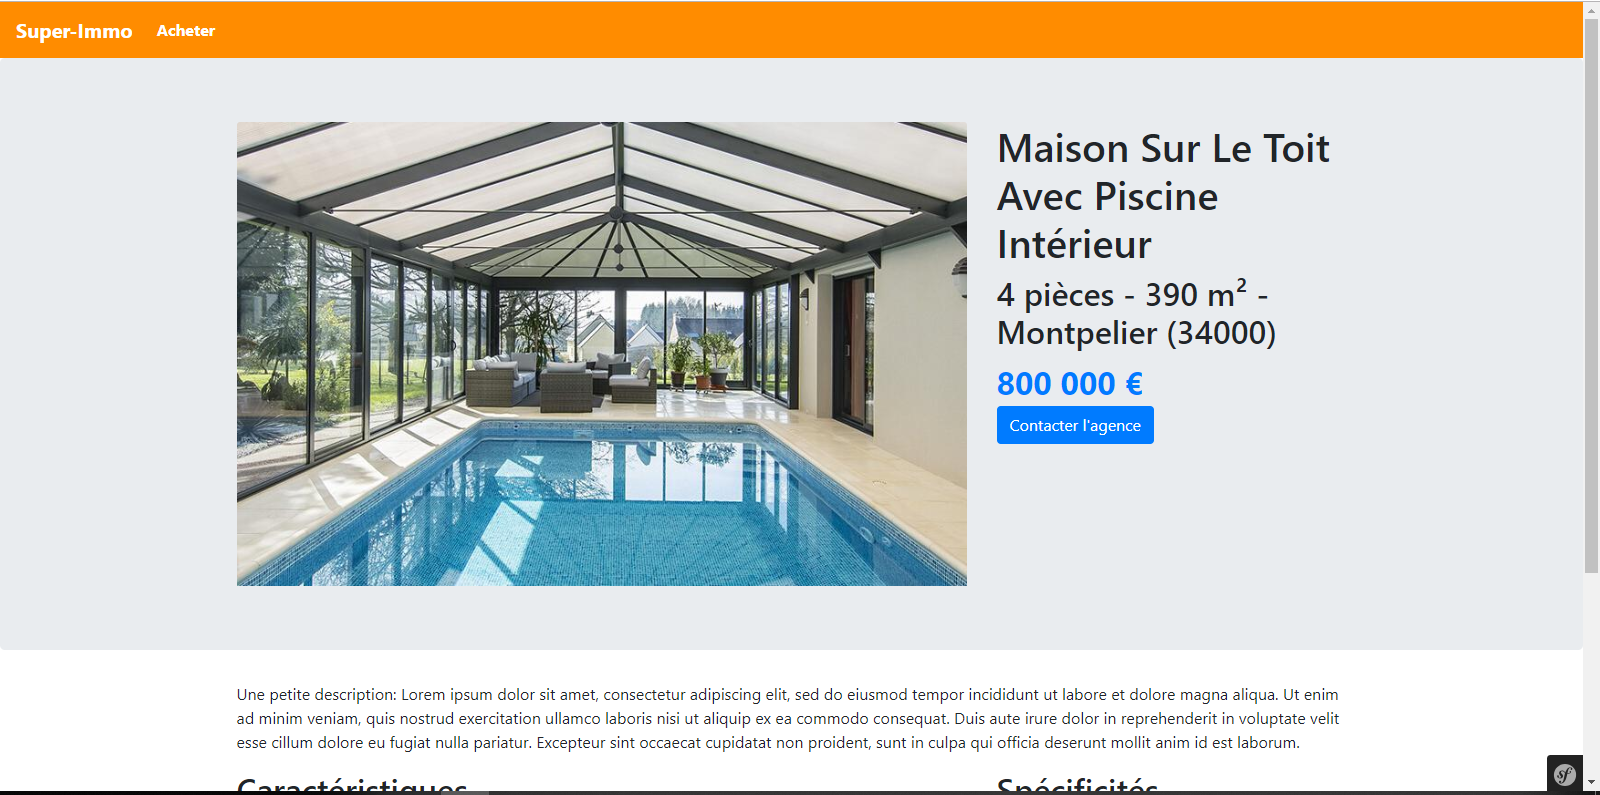 Super-Immo Acheter
Maison Sur Le Toit
Avec Piscine
Intérieur
4 pièces - 390 m² -
Montpelier (34000)
800 000 €
Contacter l'agence
Une petite description: Lorem ipsum dolor sit amet, consectetur adipiscing elit, sed do eiusmod tempor incididunt ut labore et dolore magna aliqua. Ut enim
ad minim veniam, quis nostrud exercitation ullamco laboris nisi ut aliquip ex ea commodo consequat. Duis aute irure dolor in reprehenderit in voluptate velit
esse cillum dolore eu fugiat nulla pariatur. Excepteur sint occaecat cupidatat non proident, sunt in culpa qui officia deserunt mollit anim id est laborum.
Caractéristiques Spécificités
sf